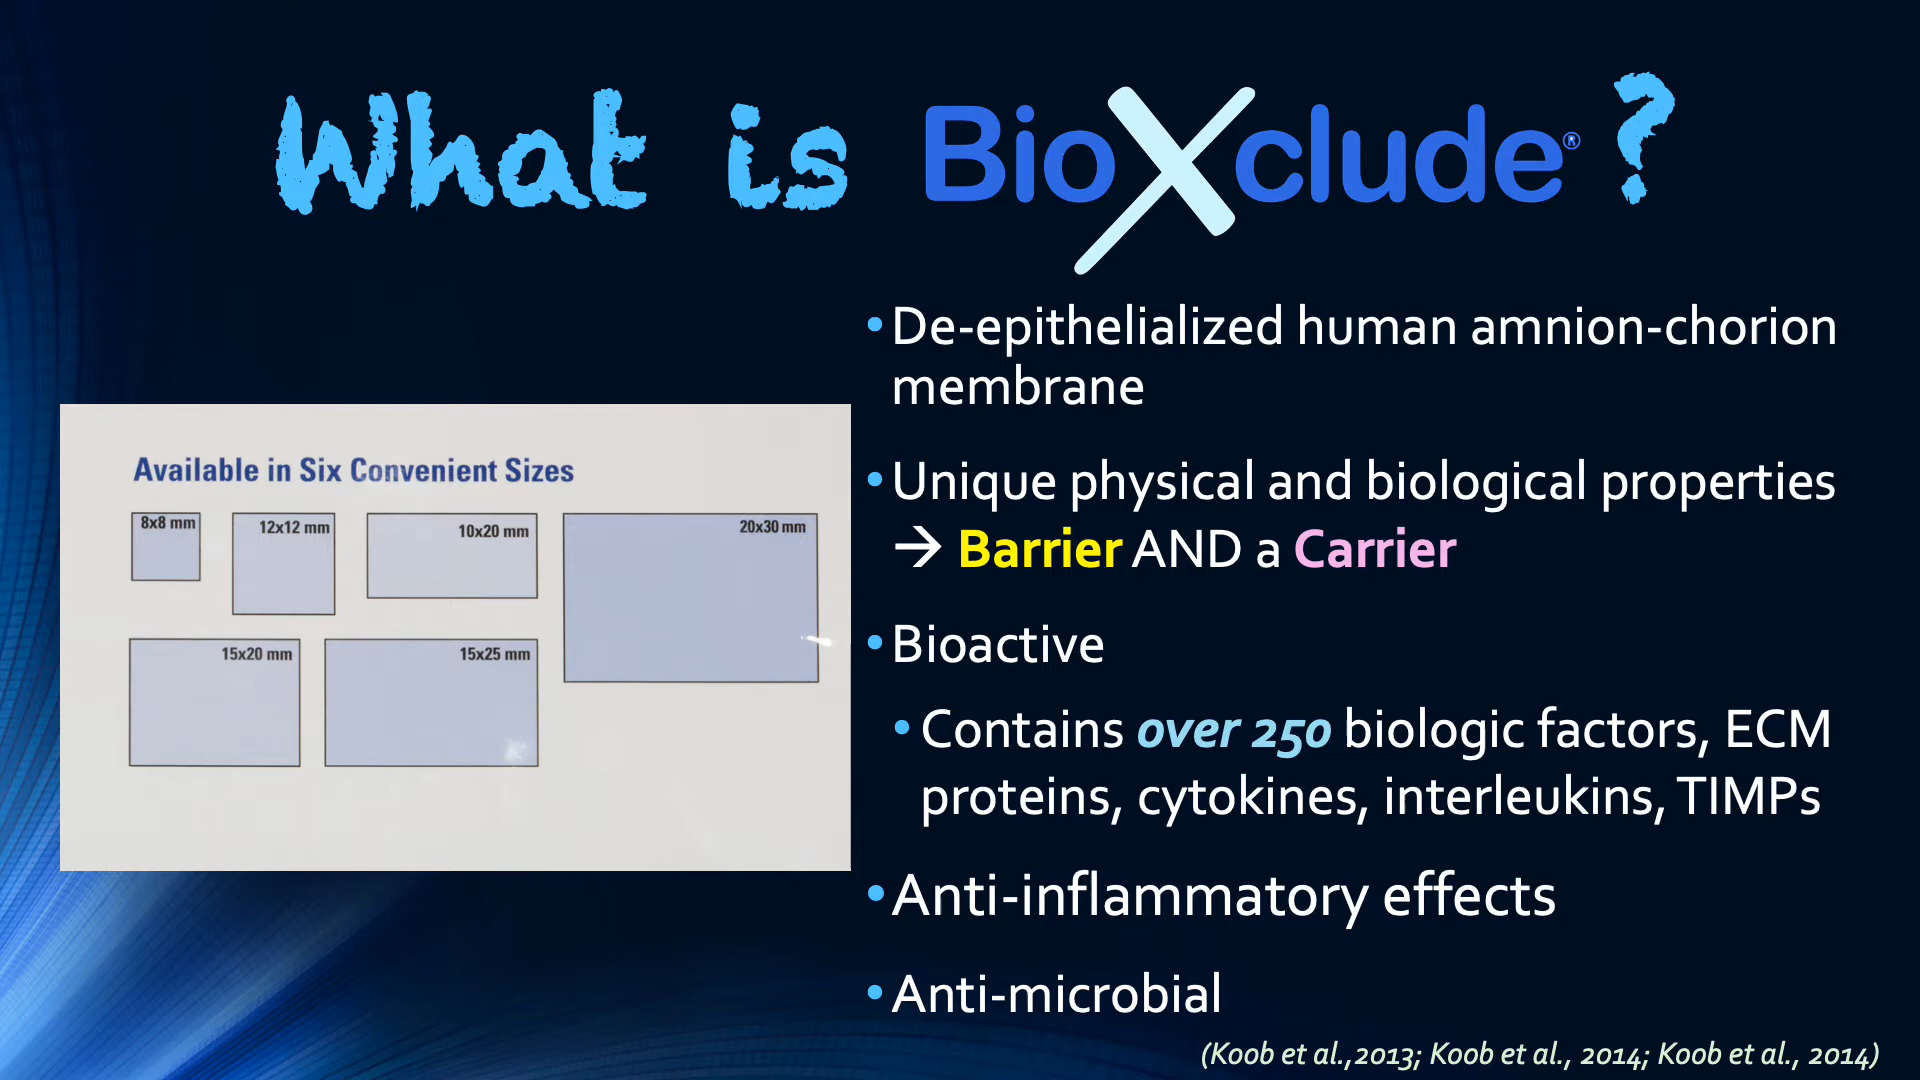 What is BioXclude® ?
• De-epithelialized human amnion-chorion
membrane
• Unique physical and biological properties
→ Barrier AND a Carrier
• Bioactive
• Contains over 250 biologic factors, ECM
proteins, cytokines, interleukins, TIMPs
• Anti-inflammatory effects
• Anti-microbial
Available in Six Convenient Sizes
8x8 mm
12x12 mm
10x20 mm
20x30 mm
15x20 mm
15x25 mm
(Koob et al.,2013; Koob et al., 2014; Koob et al., 2014)